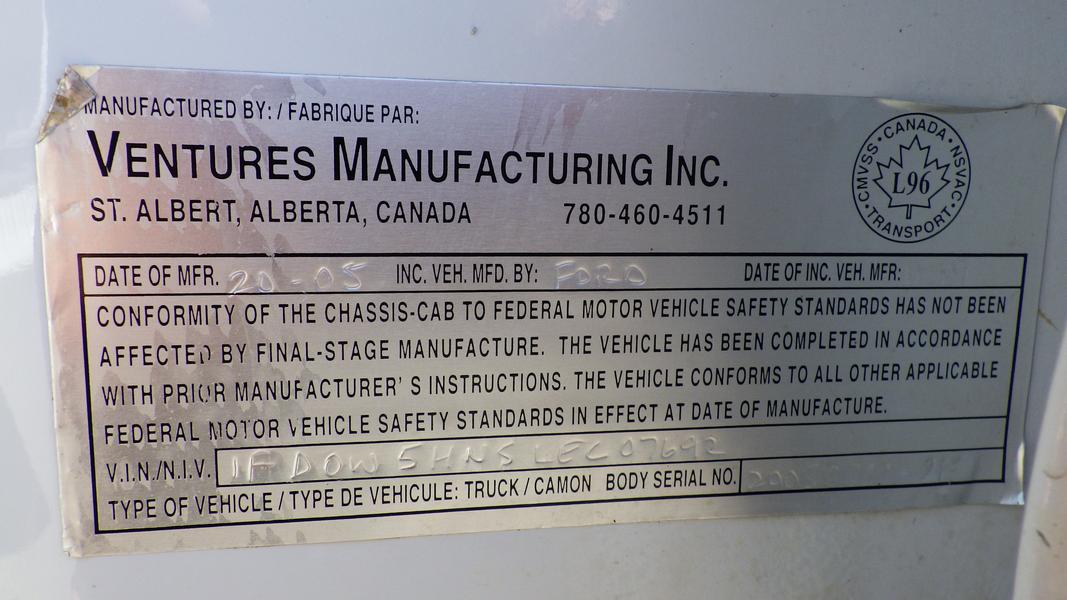 MANUFACTURED BY: / FABRIQUE PAR:
VENTURES MANUFACTURING INC.
ST. ALBERT, ALBERTA, CANADA 780-460-4511
CANADA · NSVAC · TRANSPORT · CMVSS ·
L96
DATE OF MFR. 20-05 INC. VEH. MFD. BY: FORD DATE OF INC. VEH. MFR:
CONFORMITY OF THE CHASSIS-CAB TO FEDERAL MOTOR VEHICLE SAFETY STANDARDS HAS NOT BEEN
AFFECTED BY FINAL-STAGE MANUFACTURE. THE VEHICLE HAS BEEN COMPLETED IN ACCORDANCE
WITH PRIOR MANUFACTURER'S INSTRUCTIONS. THE VEHICLE CONFORMS TO ALL OTHER APPLICABLE
FEDERAL MOTOR VEHICLE SAFETY STANDARDS IN EFFECT AT DATE OF MANUFACTURE.
V.I.N./N.I.V. 1FDOW5HNSLEC07692
TYPE OF VEHICLE / TYPE DE VEHICULE: TRUCK / CAMON BODY SERIAL NO.